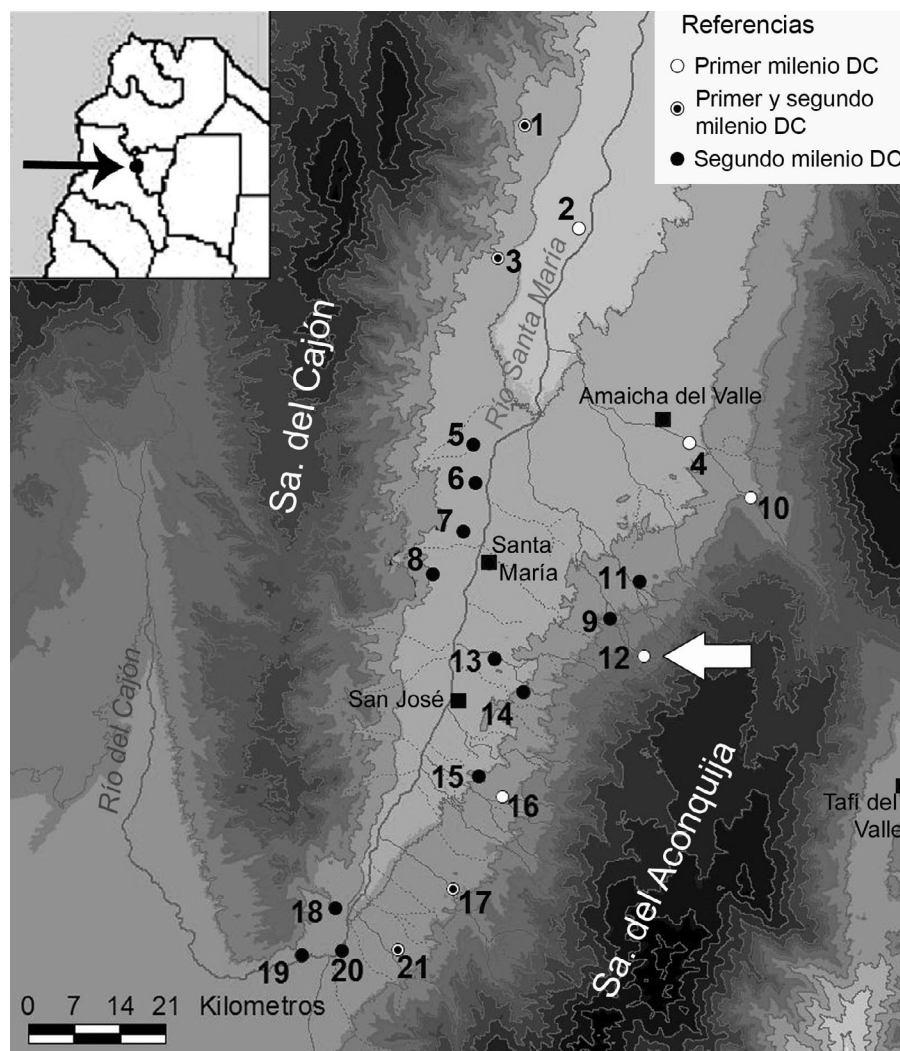 Referencias
Primer milenio DC
Primer y segundo
milenio DC
Segundo milenio DC
1
2
3
Río Santa María
Sa. del Cajón
Amaicha del Valle
5
4
6
10
7
Santa
María
8
11
9
12
13
San José
14
Río del Cajón
15
16
Sa. del Aconquija
Tafí del
Valle
17
18
19
20
21
0 7 14 21 Kilometros